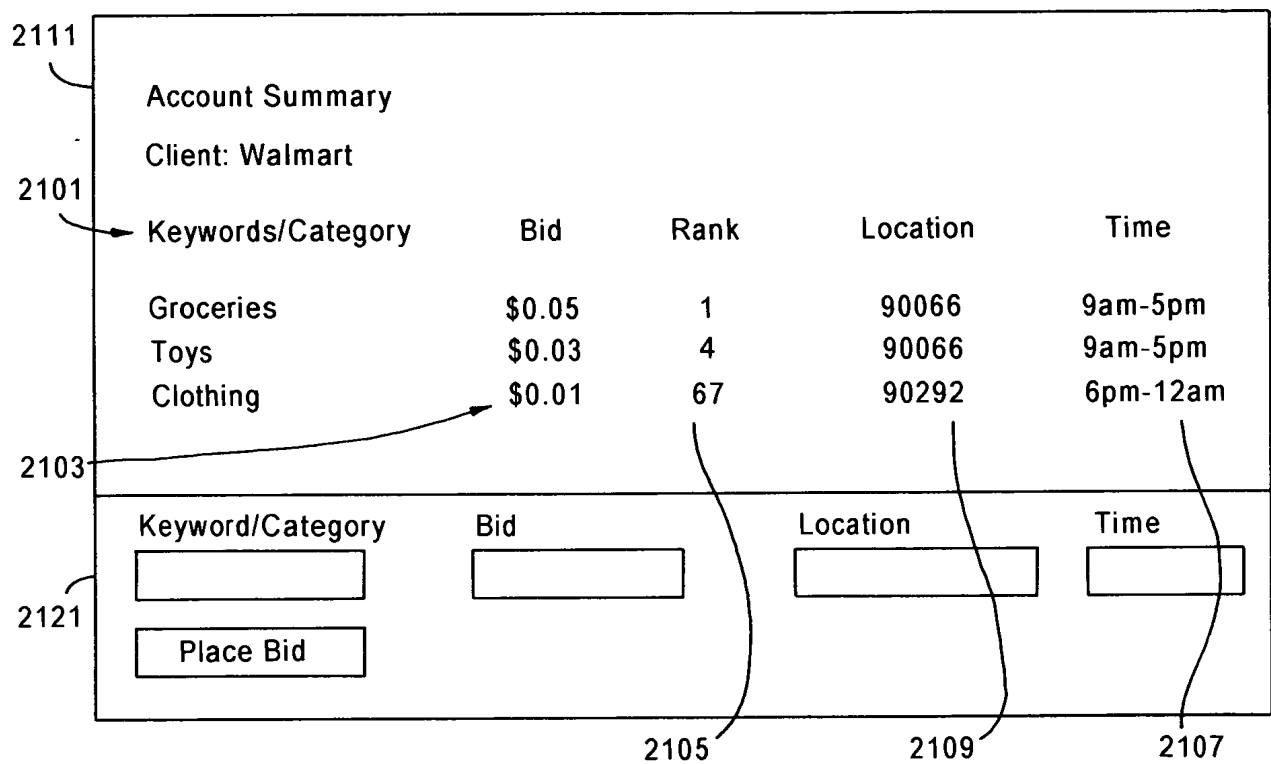 2111
Account Summary
Client: Walmart
2101
Keywords/Category Bid Rank Location Time
Groceries $0.05 1 90066 9am-5pm
Toys $0.03 4 90066 9am-5pm
Clothing $0.01 67 90292 6pm-12am
2103
Keyword/Category Bid Location Time
2121
Place Bid
2105 2109 2107